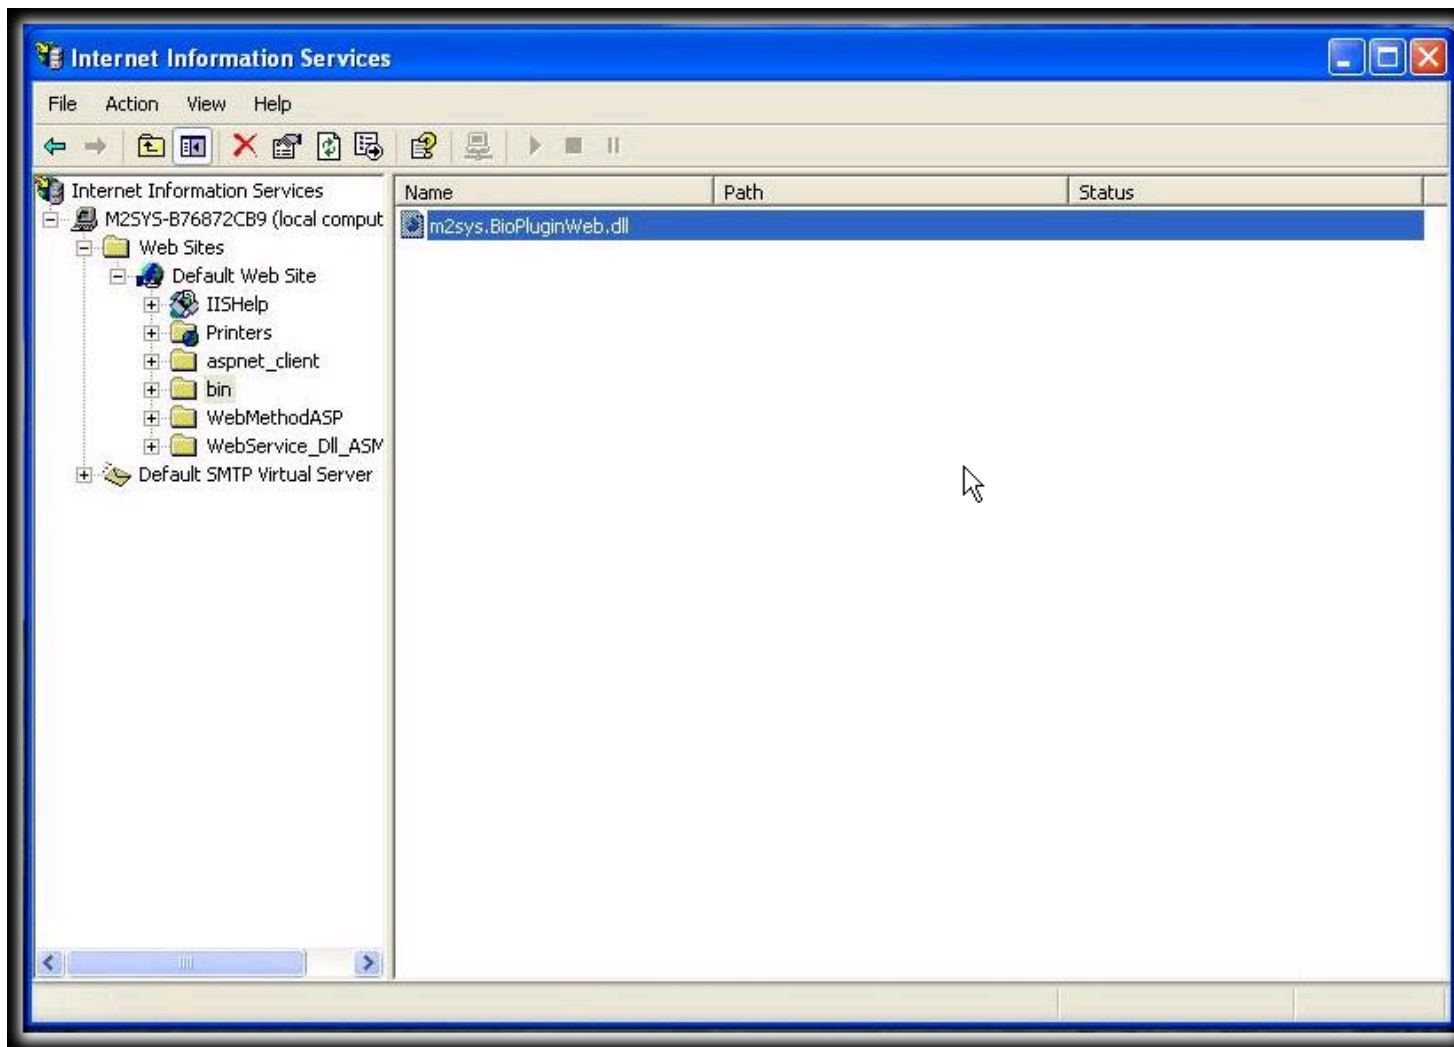 Internet Information Services
File Action View Help
Internet Information Services
Name Path Status
M2SYS-B76872CB9 (local comput
m2sys.BioPluginWeb.dll
Web Sites
Default Web Site
IISHelp
Printers
aspnet_client
bin
WebMethodASP
WebService_Dll_ASM
Default SMTP Virtual Server